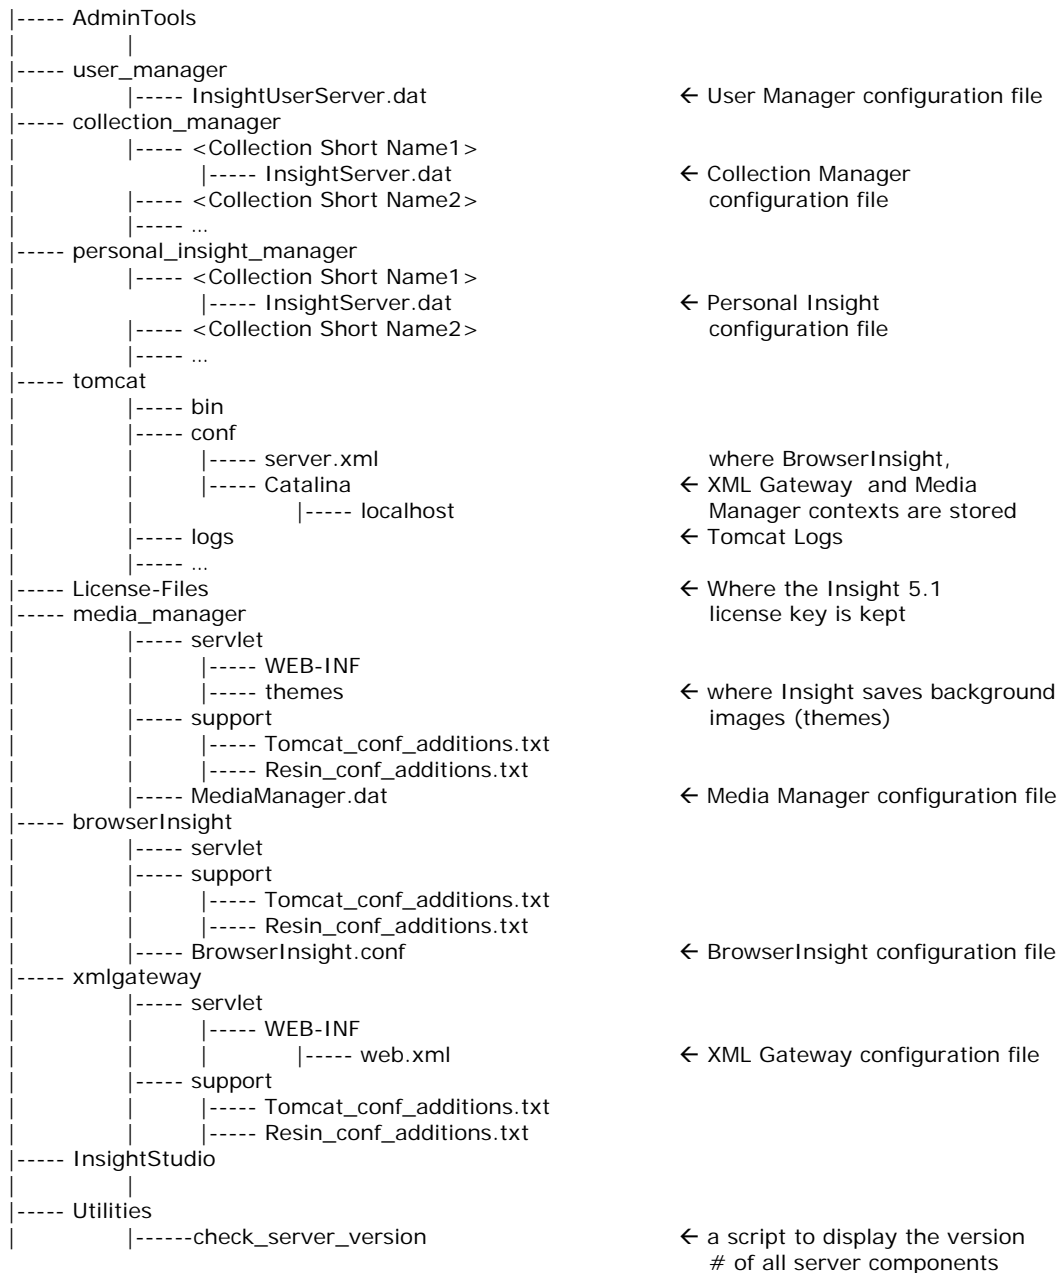 |----- AdminTools
| |
|----- user_manager
| |----- InsightUserServer.dat ← User Manager configuration file
|----- collection_manager
| |----- <Collection Short Name1>
| | |----- InsightServer.dat ← Collection Manager
| |----- <Collection Short Name2> configuration file
| |----- ...
|----- personal_insight_manager
| |----- <Collection Short Name1>
| | |----- InsightServer.dat ← Personal Insight
| |----- <Collection Short Name2> configuration file
| |----- ...
|----- tomcat
| |----- bin
| |----- conf
| | |----- server.xml where BrowserInsight,
| | |----- Catalina ← XML Gateway and Media
| | |----- localhost Manager contexts are stored
| |----- logs ← Tomcat Logs
| |----- ...
|----- License-Files ← Where the Insight 5.1
|----- media_manager license key is kept
| |----- servlet
| | |----- WEB-INF
| | |----- themes ← where Insight saves background
| |----- support images (themes)
| | |----- Tomcat_conf_additions.txt
| | |----- Resin_conf_additions.txt
| |----- MediaManager.dat ← Media Manager configuration file
|----- browserInsight
| |----- servlet
| |----- support
| | |----- Tomcat_conf_additions.txt
| | |----- Resin_conf_additions.txt
| |----- BrowserInsight.conf ← BrowserInsight configuration file
|----- xmlgateway
| |----- servlet
| | |----- WEB-INF
| | | |----- web.xml ← XML Gateway configuration file
| |----- support
| | |----- Tomcat_conf_additions.txt
| | |----- Resin_conf_additions.txt
|----- InsightStudio
| |
|----- Utilities
| |------check_server_version ← a script to display the version
# of all server components